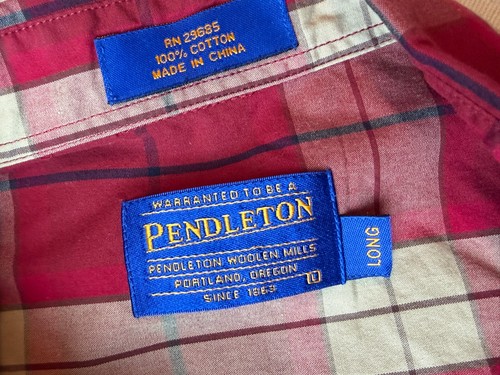 RN 29685
100% COTTON
MADE IN CHINA
WARRANTED TO BE A
PENDLETON
PENDLETON WOOLEN MILLS
PORTLAND, OREGON
SINCE 1863
LONG